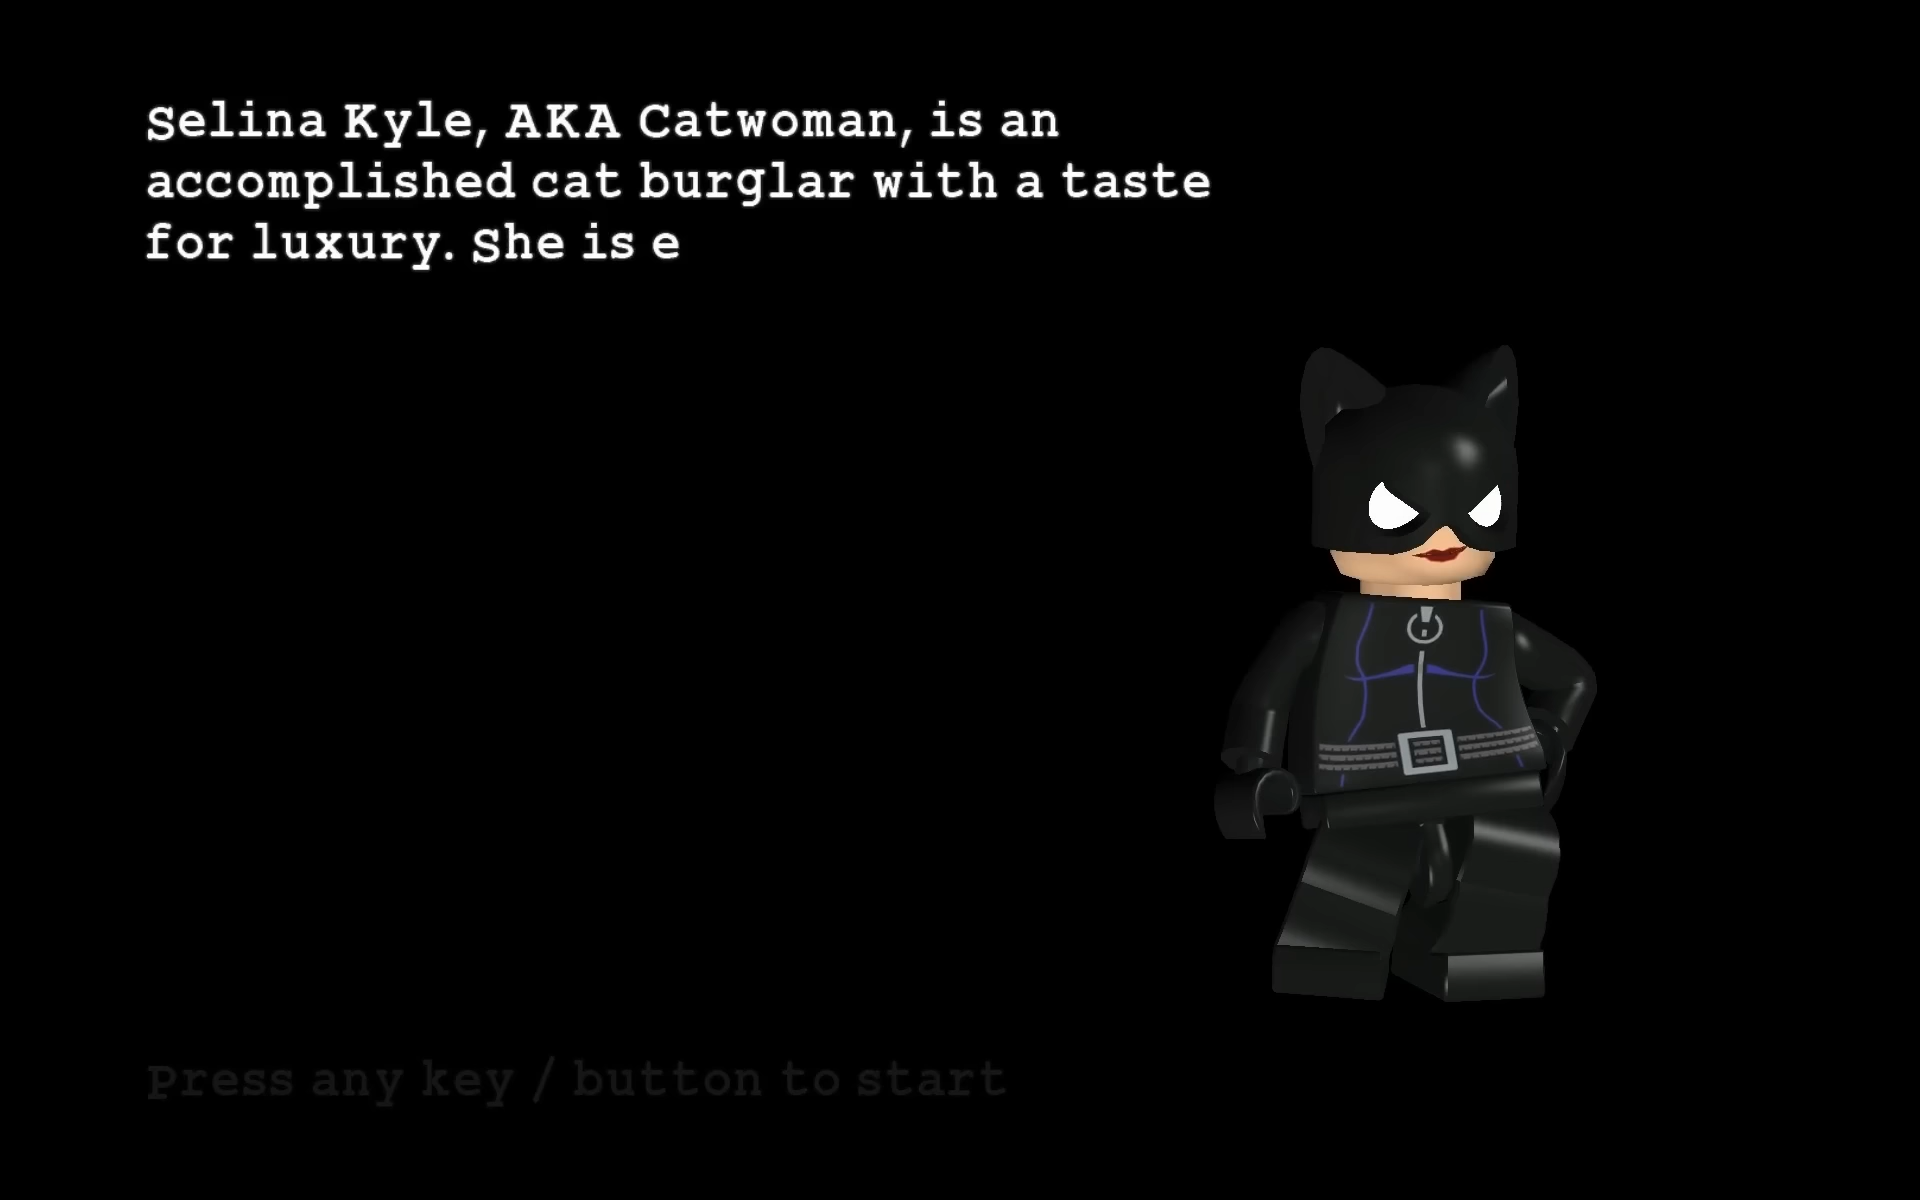 Selina Kyle, AKA Catwoman, is an
accomplished cat burglar with a taste
for luxury. She is e
Press any key / button to start